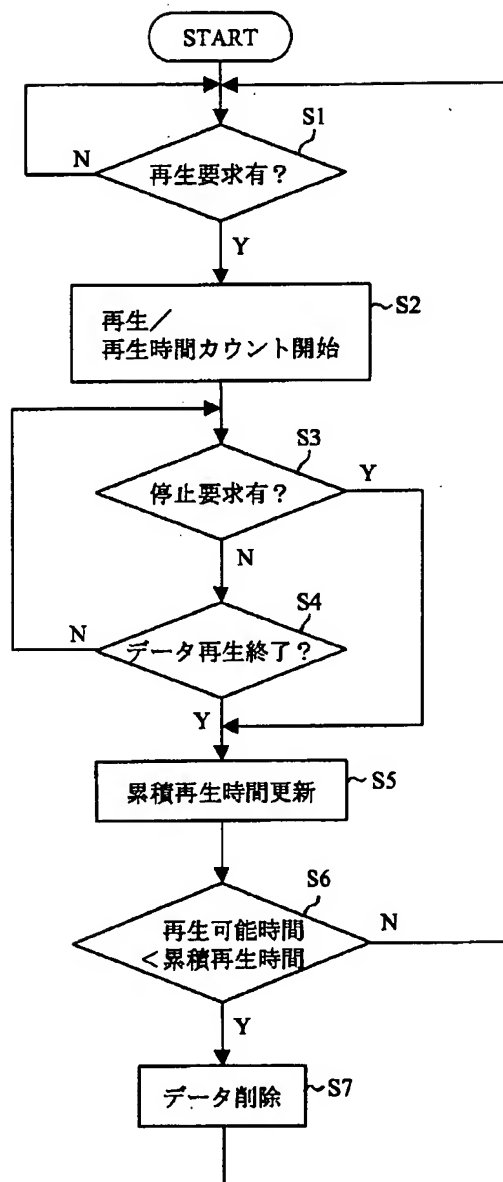 START
S1
N
再生要求有？
Y
S2
再生／
再生時間カウント開始
S3
停止要求有？
Y
N
S4
N
データ再生終了？
Y
累積再生時間更新
S5
S6
再生可能時間
＜累積再生時間
N
Y
データ削除
S7